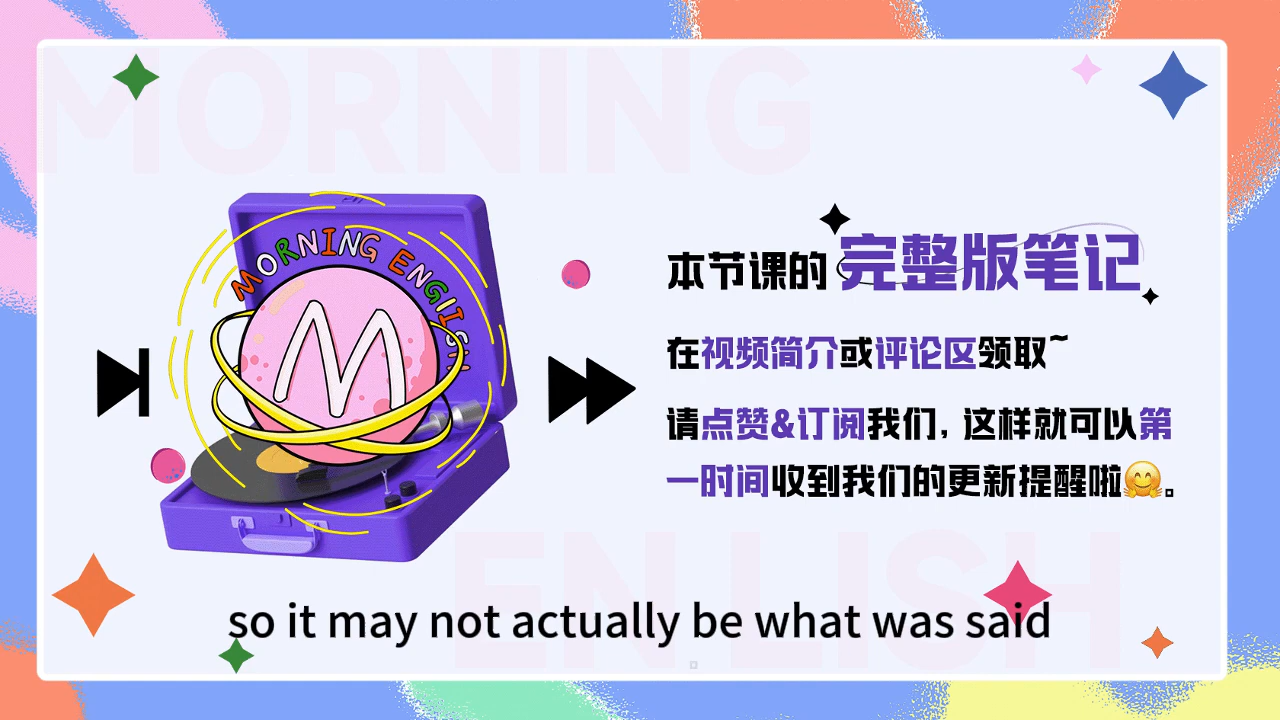 MORNING
MORNING ENGLISH
M
本节课的 完整版笔记
在视频简介或评论区领取~
请点赞&订阅我们，这样就可以第
一时间收到我们的更新提醒啦🤗。
EN LISH
so it may not actually be what was said